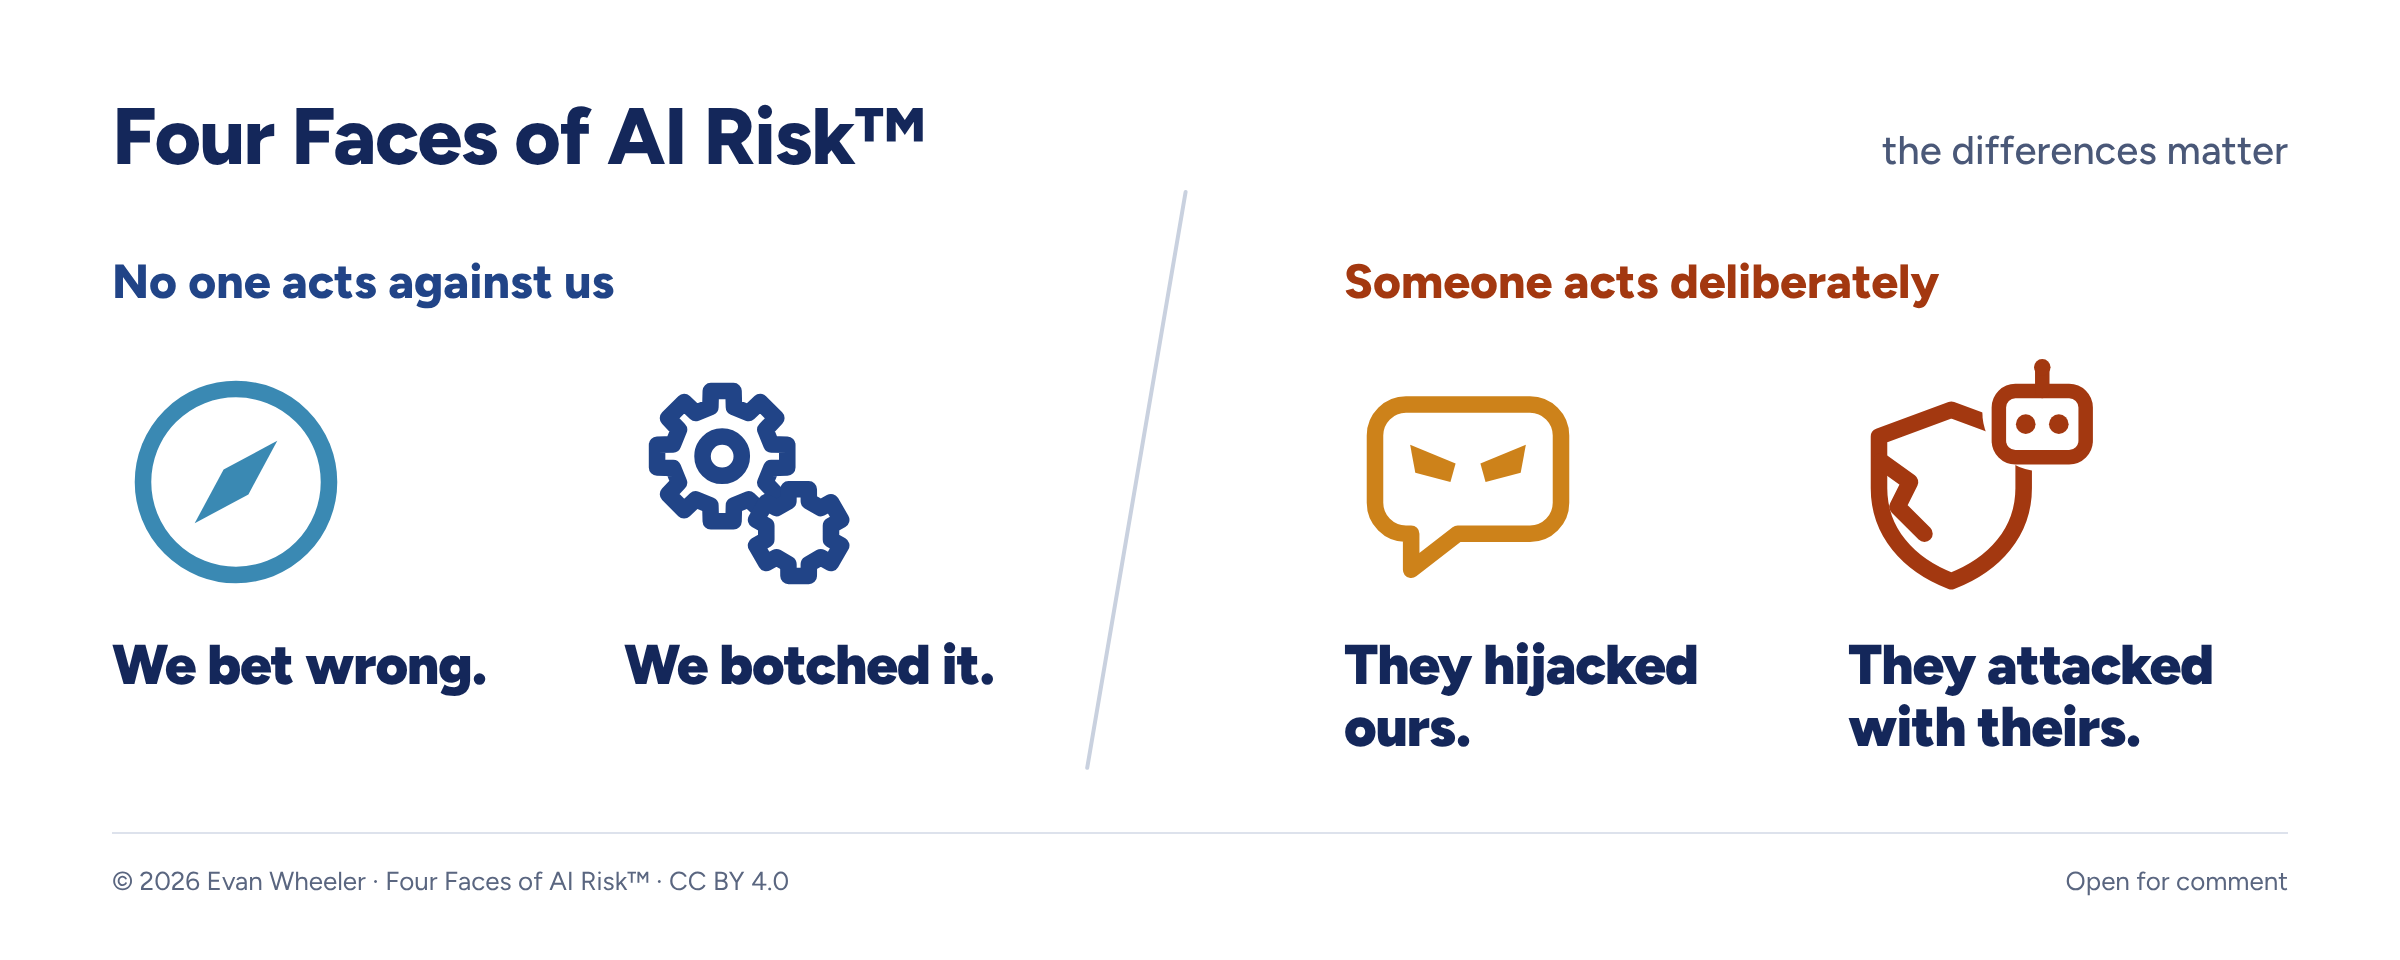 Four Faces of AI Risk™
the differences matter
No one acts against us
Someone acts deliberately
We bet wrong.
We botched it.
They hijacked
ours.
They attacked
with theirs.
© 2026 Evan Wheeler · Four Faces of AI Risk™ · CC BY 4.0
Open for comment